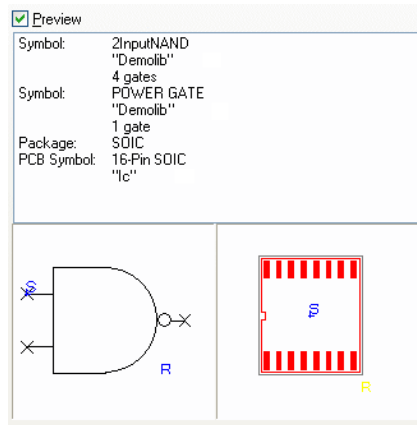 Preview
Symbol: 2InputNAND
"Demolib"
4 gates
Symbol: POWER GATE
"Demolib"
1 gate
Package: SOIC
PCB Symbol: 16-Pin SOIC
"Ic"
S
R
S
R